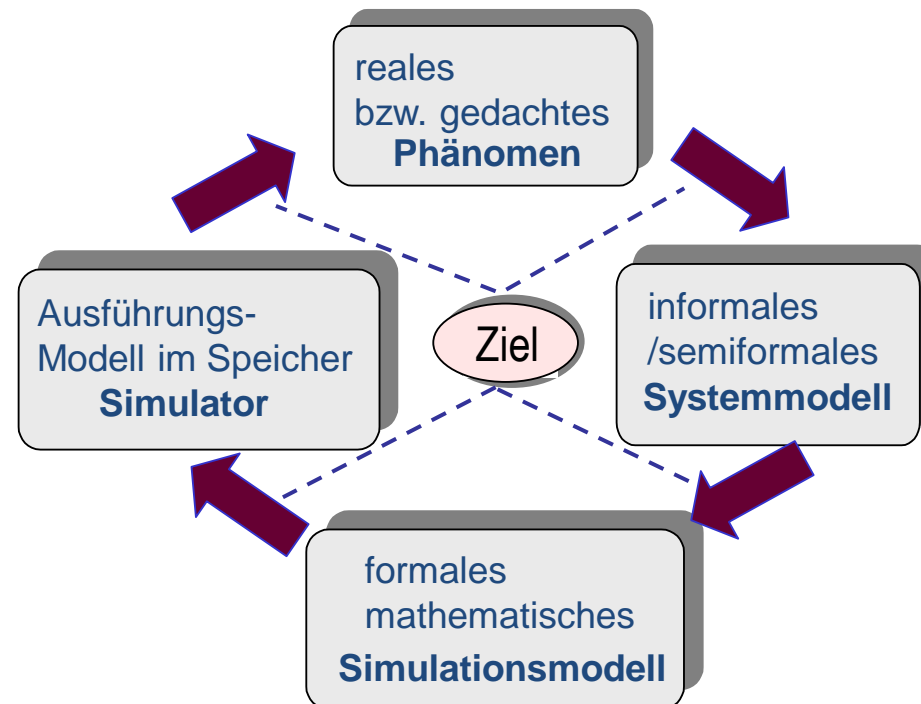 reales
bzw. gedachtes
Phänomen
Ausführungs-
Modell im Speicher
Simulator
Ziel
informales
/semiformales
Systemmodell
formales
mathematisches
Simulationsmodell